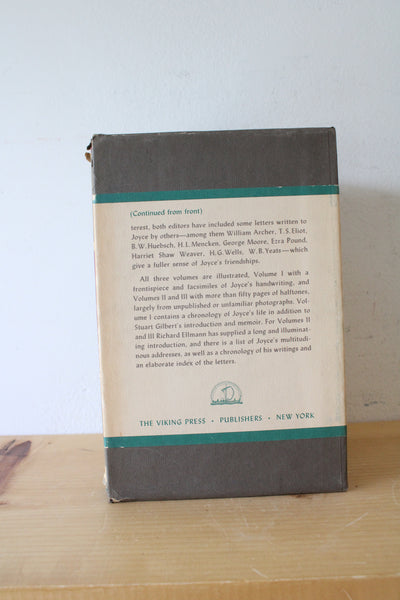 (Continued from front)
terest, both editors have included some letters written to
Joyce by others—among them William Archer, T. S. Eliot,
B. W. Huebsch, H. L. Mencken, George Moore, Ezra Pound,
Harriet Shaw Weaver, H. G. Wells, W. B. Yeats—which
give a fuller sense of Joyce's friendships.
All three volumes are illustrated, Volume I with a
frontispiece and facsimiles of Joyce's handwriting, and
Volumes II and III with more than fifty pages of halftones,
largely from unpublished or unfamiliar photographs. Vol-
ume I contains a chronology of Joyce's life in addition to
Stuart Gilbert's introduction and memoir. For Volumes II
and III Richard Ellmann has supplied a long and illuminat-
ing introduction, and there is a list of Joyce's multitudi-
nous addresses, as well as a chronology of his writings and
an elaborate index of the letters.
THE VIKING PRESS • PUBLISHERS • NEW YORK